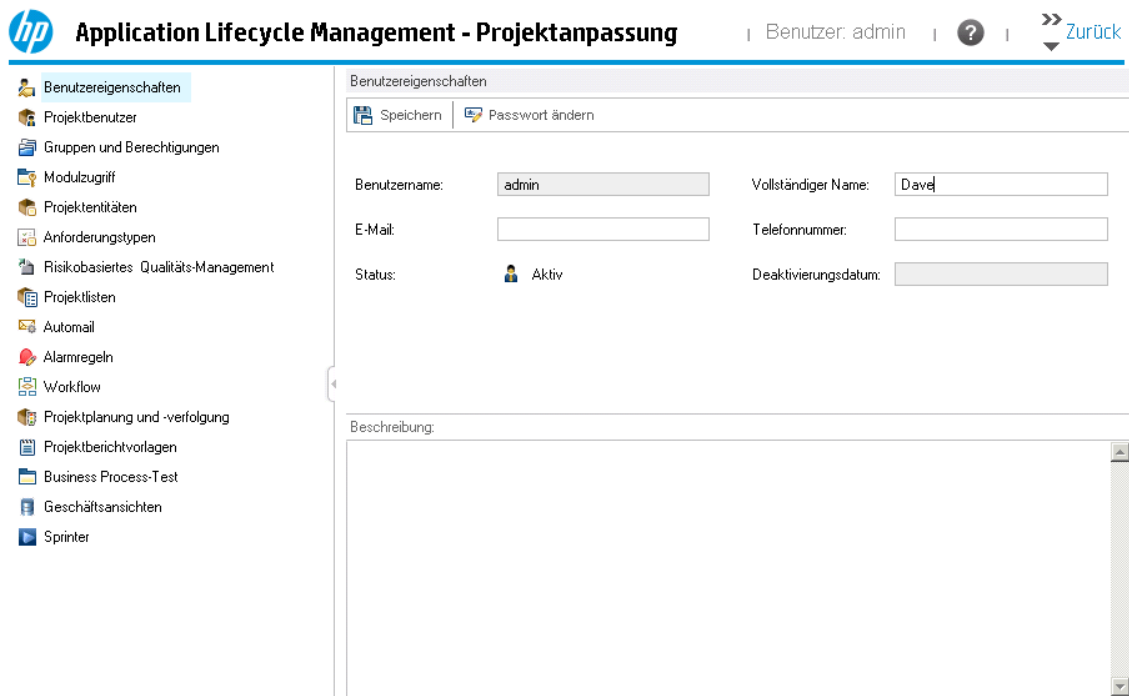 hp Application Lifecycle Management - Projektanpassung | Benutzer: admin | ? | >> Zurück
Benutzereigenschaften
Projektbenutzer
Gruppen und Berechtigungen
Modulzugriff
Projektentitäten
Anforderungstypen
Risikobasiertes Qualitäts-Management
Projektlisten
Automail
Alarmregeln
Workflow
Projektplanung und -verfolgung
Projektberichtvorlagen
Business Process-Test
Geschäftsansichten
Sprinter
Benutzereigenschaften
Speichern | Passwort ändern
Benutzername: admin Vollständiger Name: Dave
E-Mail: Telefonnummer:
Status: Aktiv Deaktivierungsdatum:
Beschreibung: